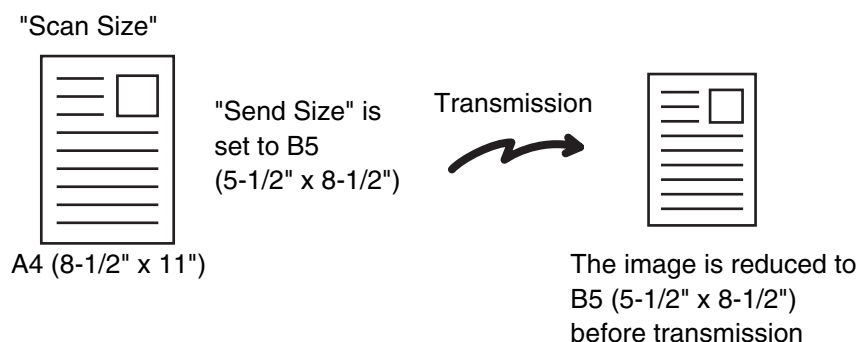 "Scan Size"
"Send Size" is
set to B5
(5-1/2" x 8-1/2")
Transmission
A4 (8-1/2" x 11")
The image is reduced to
B5 (5-1/2" x 8-1/2")
before transmission